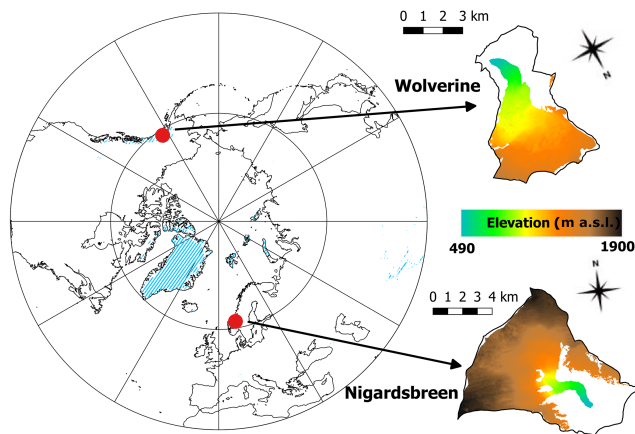 0 1 2 3 km
N
Wolverine
Elevation (m a.s.l.)
490 1900
0 1 2 3 4 km
N
Nigardsbreen